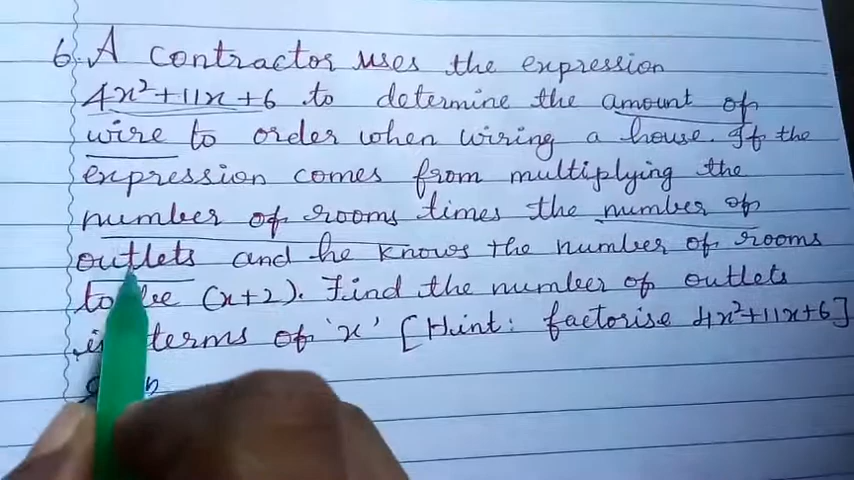 6. A contractor uses the expression
4x²+11x+6 to determine the amount of
wire to order when wiring a house. If the
expression comes from multiplying the
number of rooms times the number of
outlets and he knows the number of rooms
to be (x+2). Find the number of outlets
terms of 'x' [Hint: factorise 4x²+11x+6]